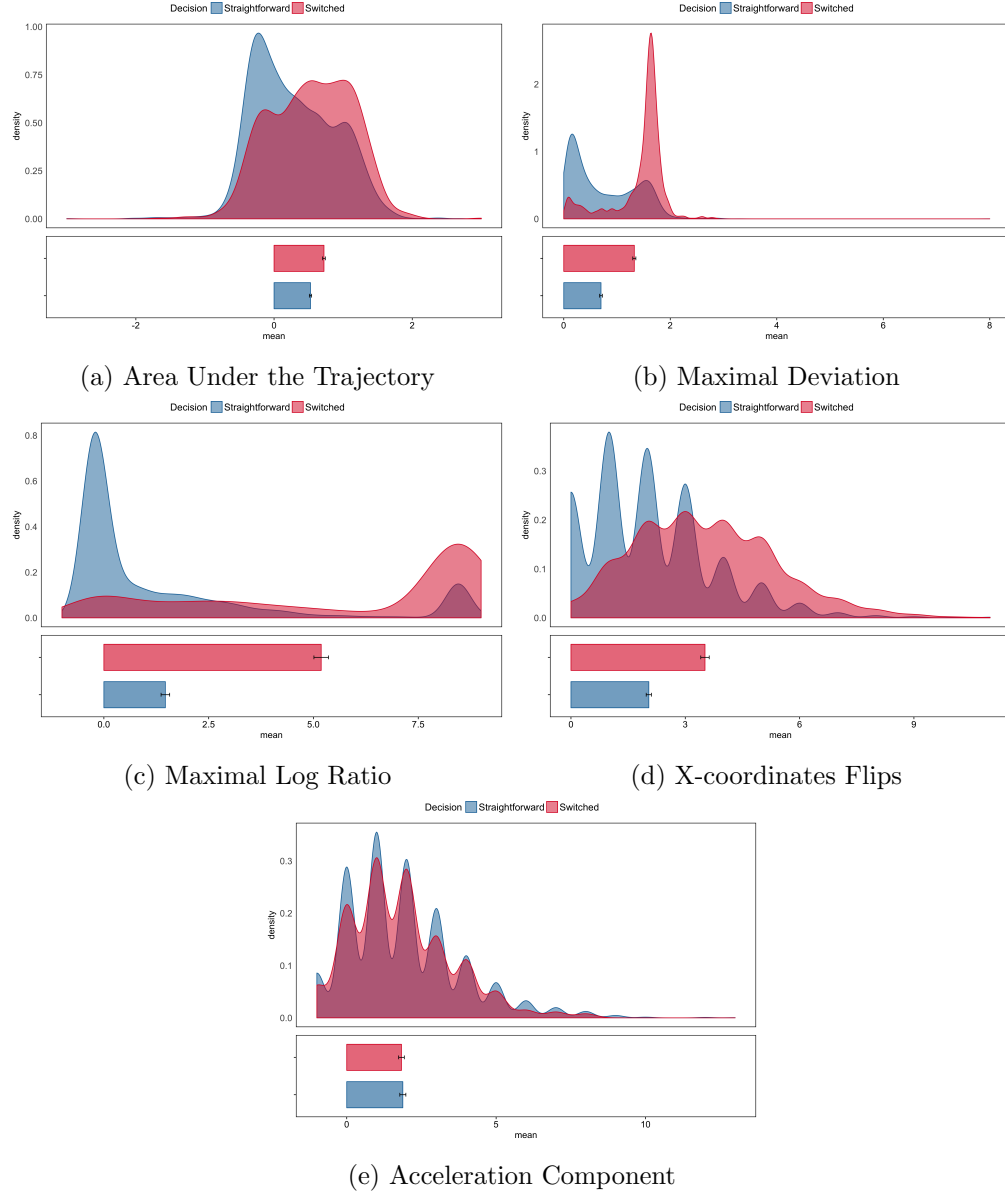 Decision Straightforward Switched
1.00
0.75
0.50
0.25
0.00
density
-2 0 2
mean
(a) Area Under the Trajectory
Decision Straightforward Switched
2
1
0
density
0 2 4 6 8
mean
(b) Maximal Deviation
Decision Straightforward Switched
0.8
0.6
0.4
0.2
0.0
density
0.0 2.5 5.0 7.5
mean
(c) Maximal Log Ratio
Decision Straightforward Switched
0.3
0.2
0.1
0.0
density
0 3 6 9
mean
(d) X-coordinates Flips
Decision Straightforward Switched
0.3
0.2
0.1
0.0
density
0 5 10
mean
(e) Acceleration Component